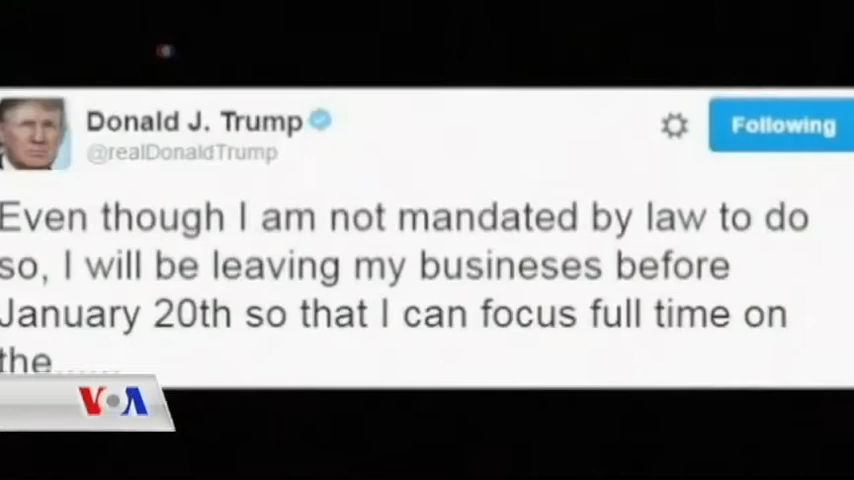 Donald J. Trump
@realDonaldTrump
Following
Even though I am not mandated by law to do
so, I will be leaving my busineses before
January 20th so that I can focus full time on
the......
VOA